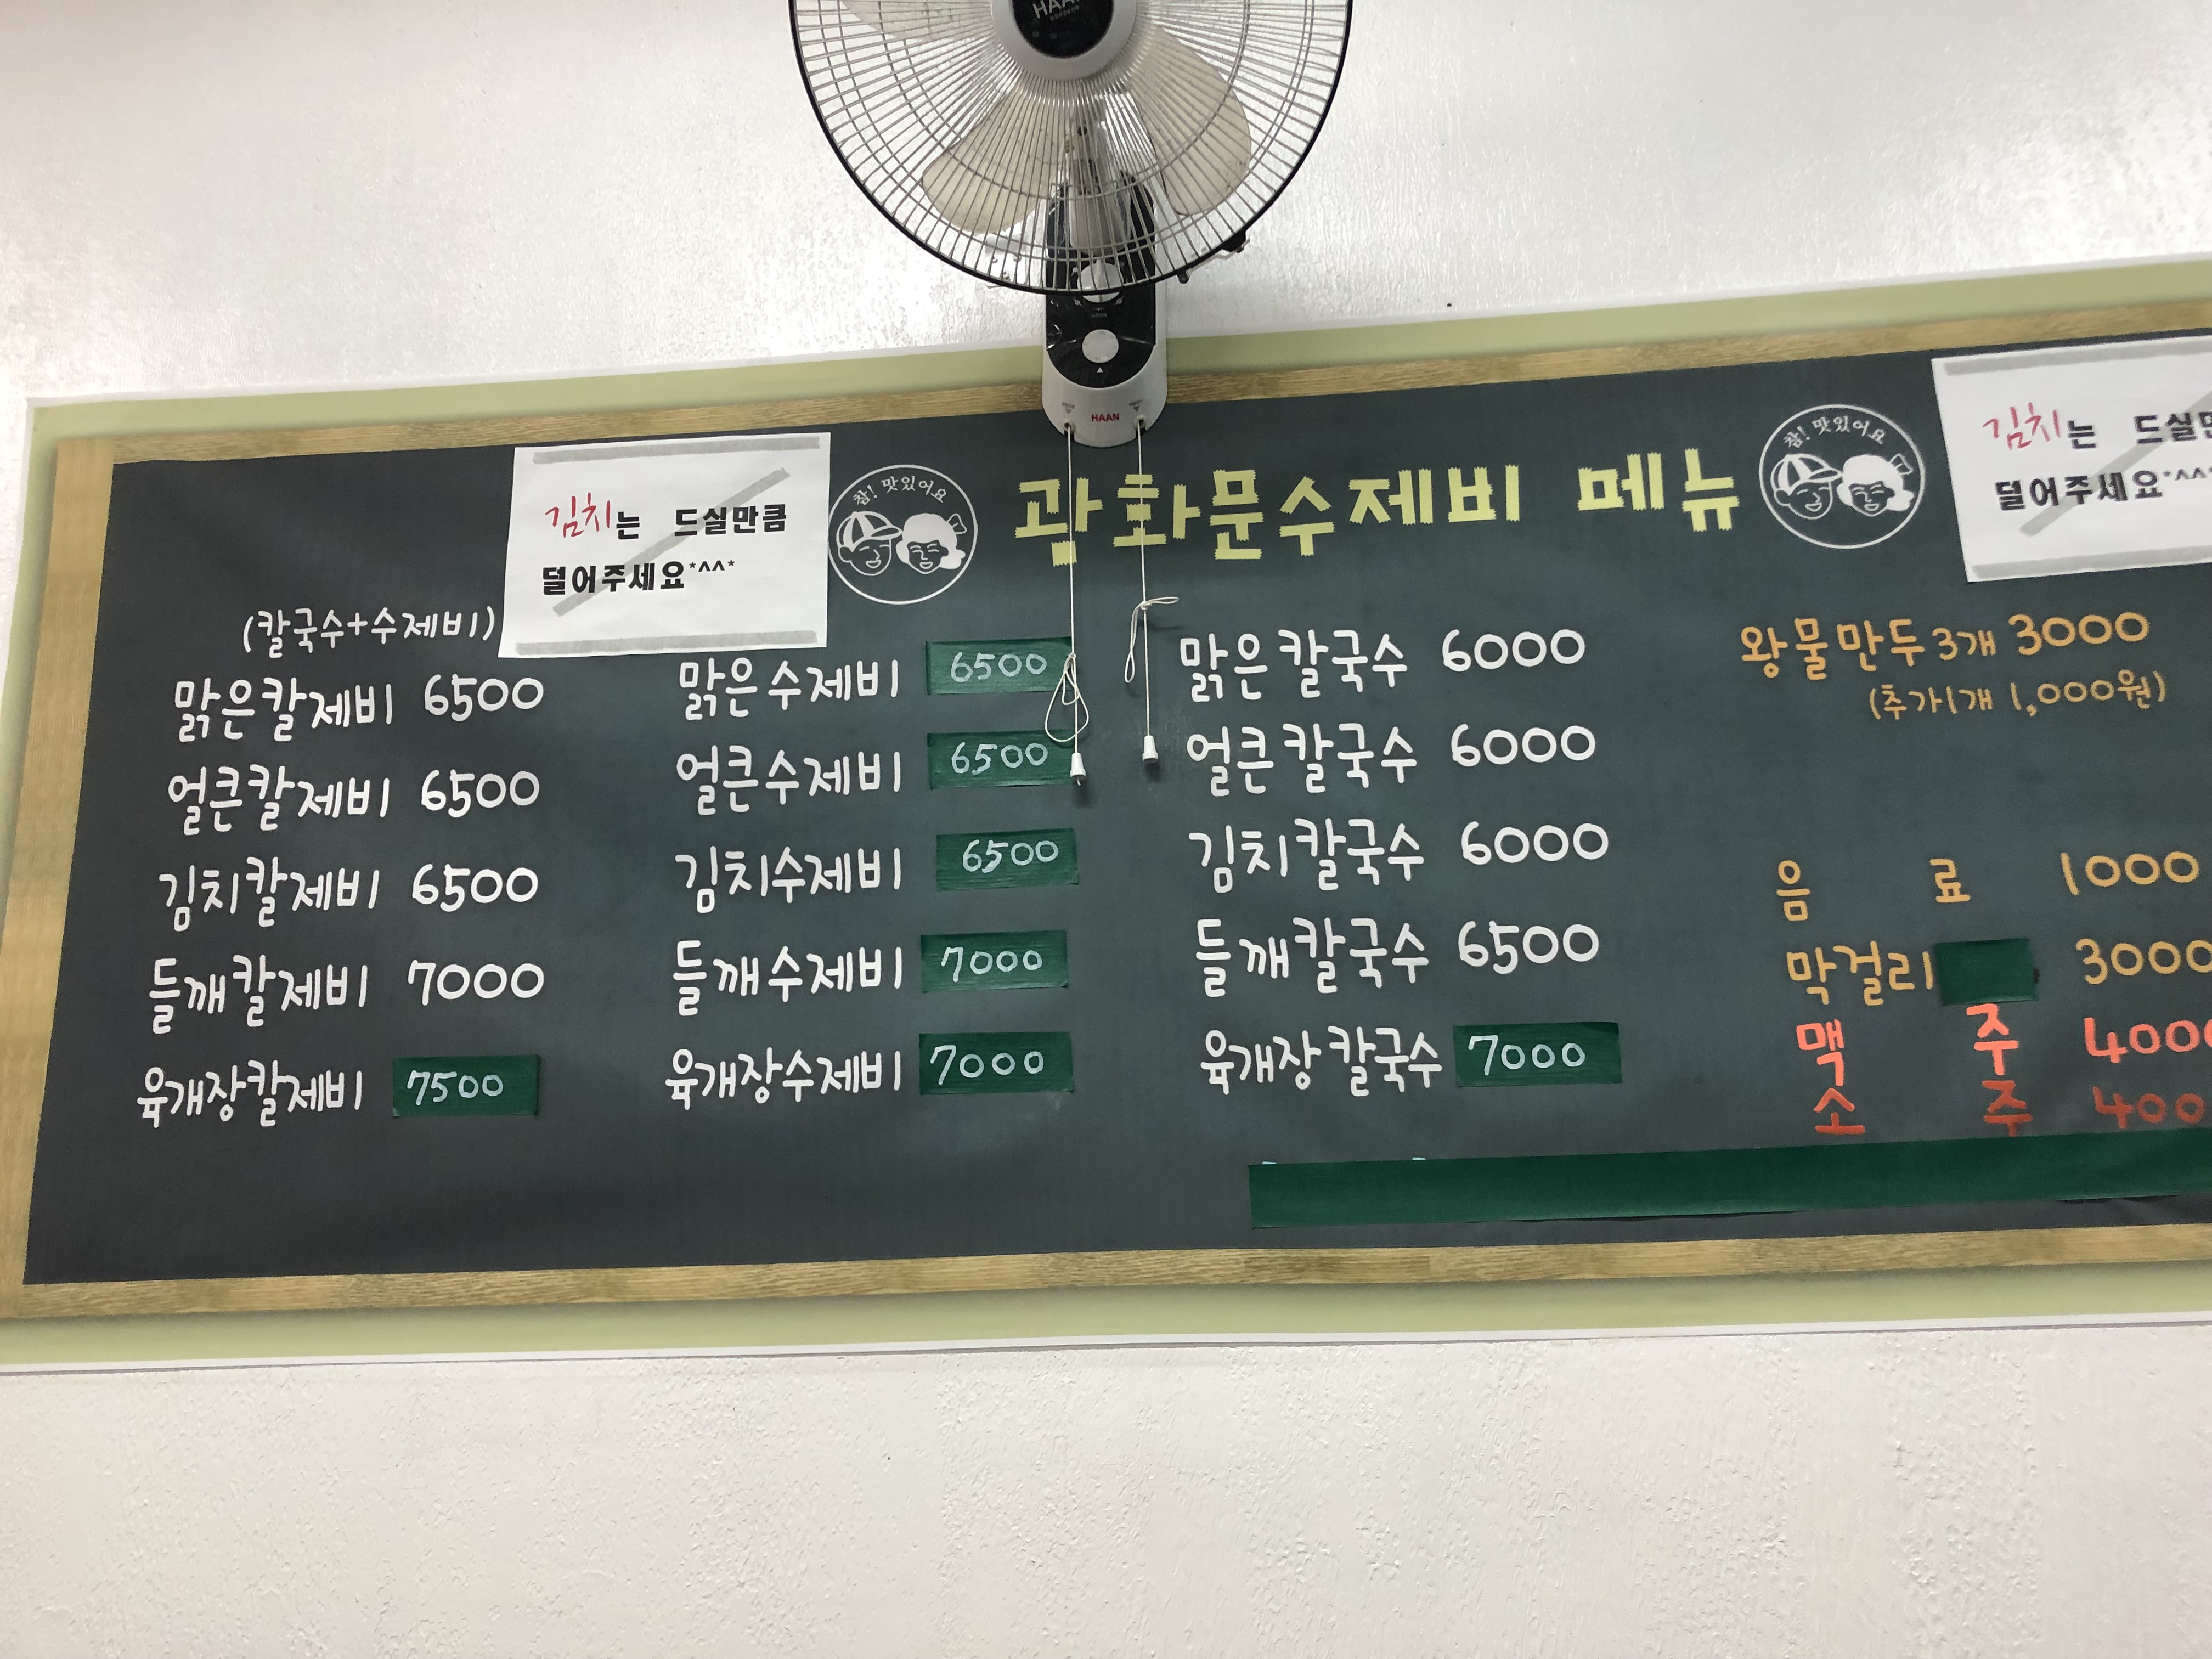 HAAN
HAAN
김치는 드실만큼
덜어주세요*^^*
참! 맛있어요
광화문수제비 메뉴
참! 맛있어요
김치는 드실만
덜어주세요*^^*
(칼국수+수제비)
맑은칼제비 6500
얼큰칼제비 6500
김치칼제비 6500
들깨칼제비 7000
육개장칼제비 7500
맑은수제비 6500
얼큰수제비 6500
김치수제비 6500
들깨수제비 7000
육개장수제비 7000
맑은칼국수 6000
얼큰칼국수 6000
김치칼국수 6000
들깨칼국수 6500
육개장칼국수 7000
왕물만두3개 3000
(추가1개 1,000원)
음 료 1000
막걸리 3000
맥 주 4000
소 주 400